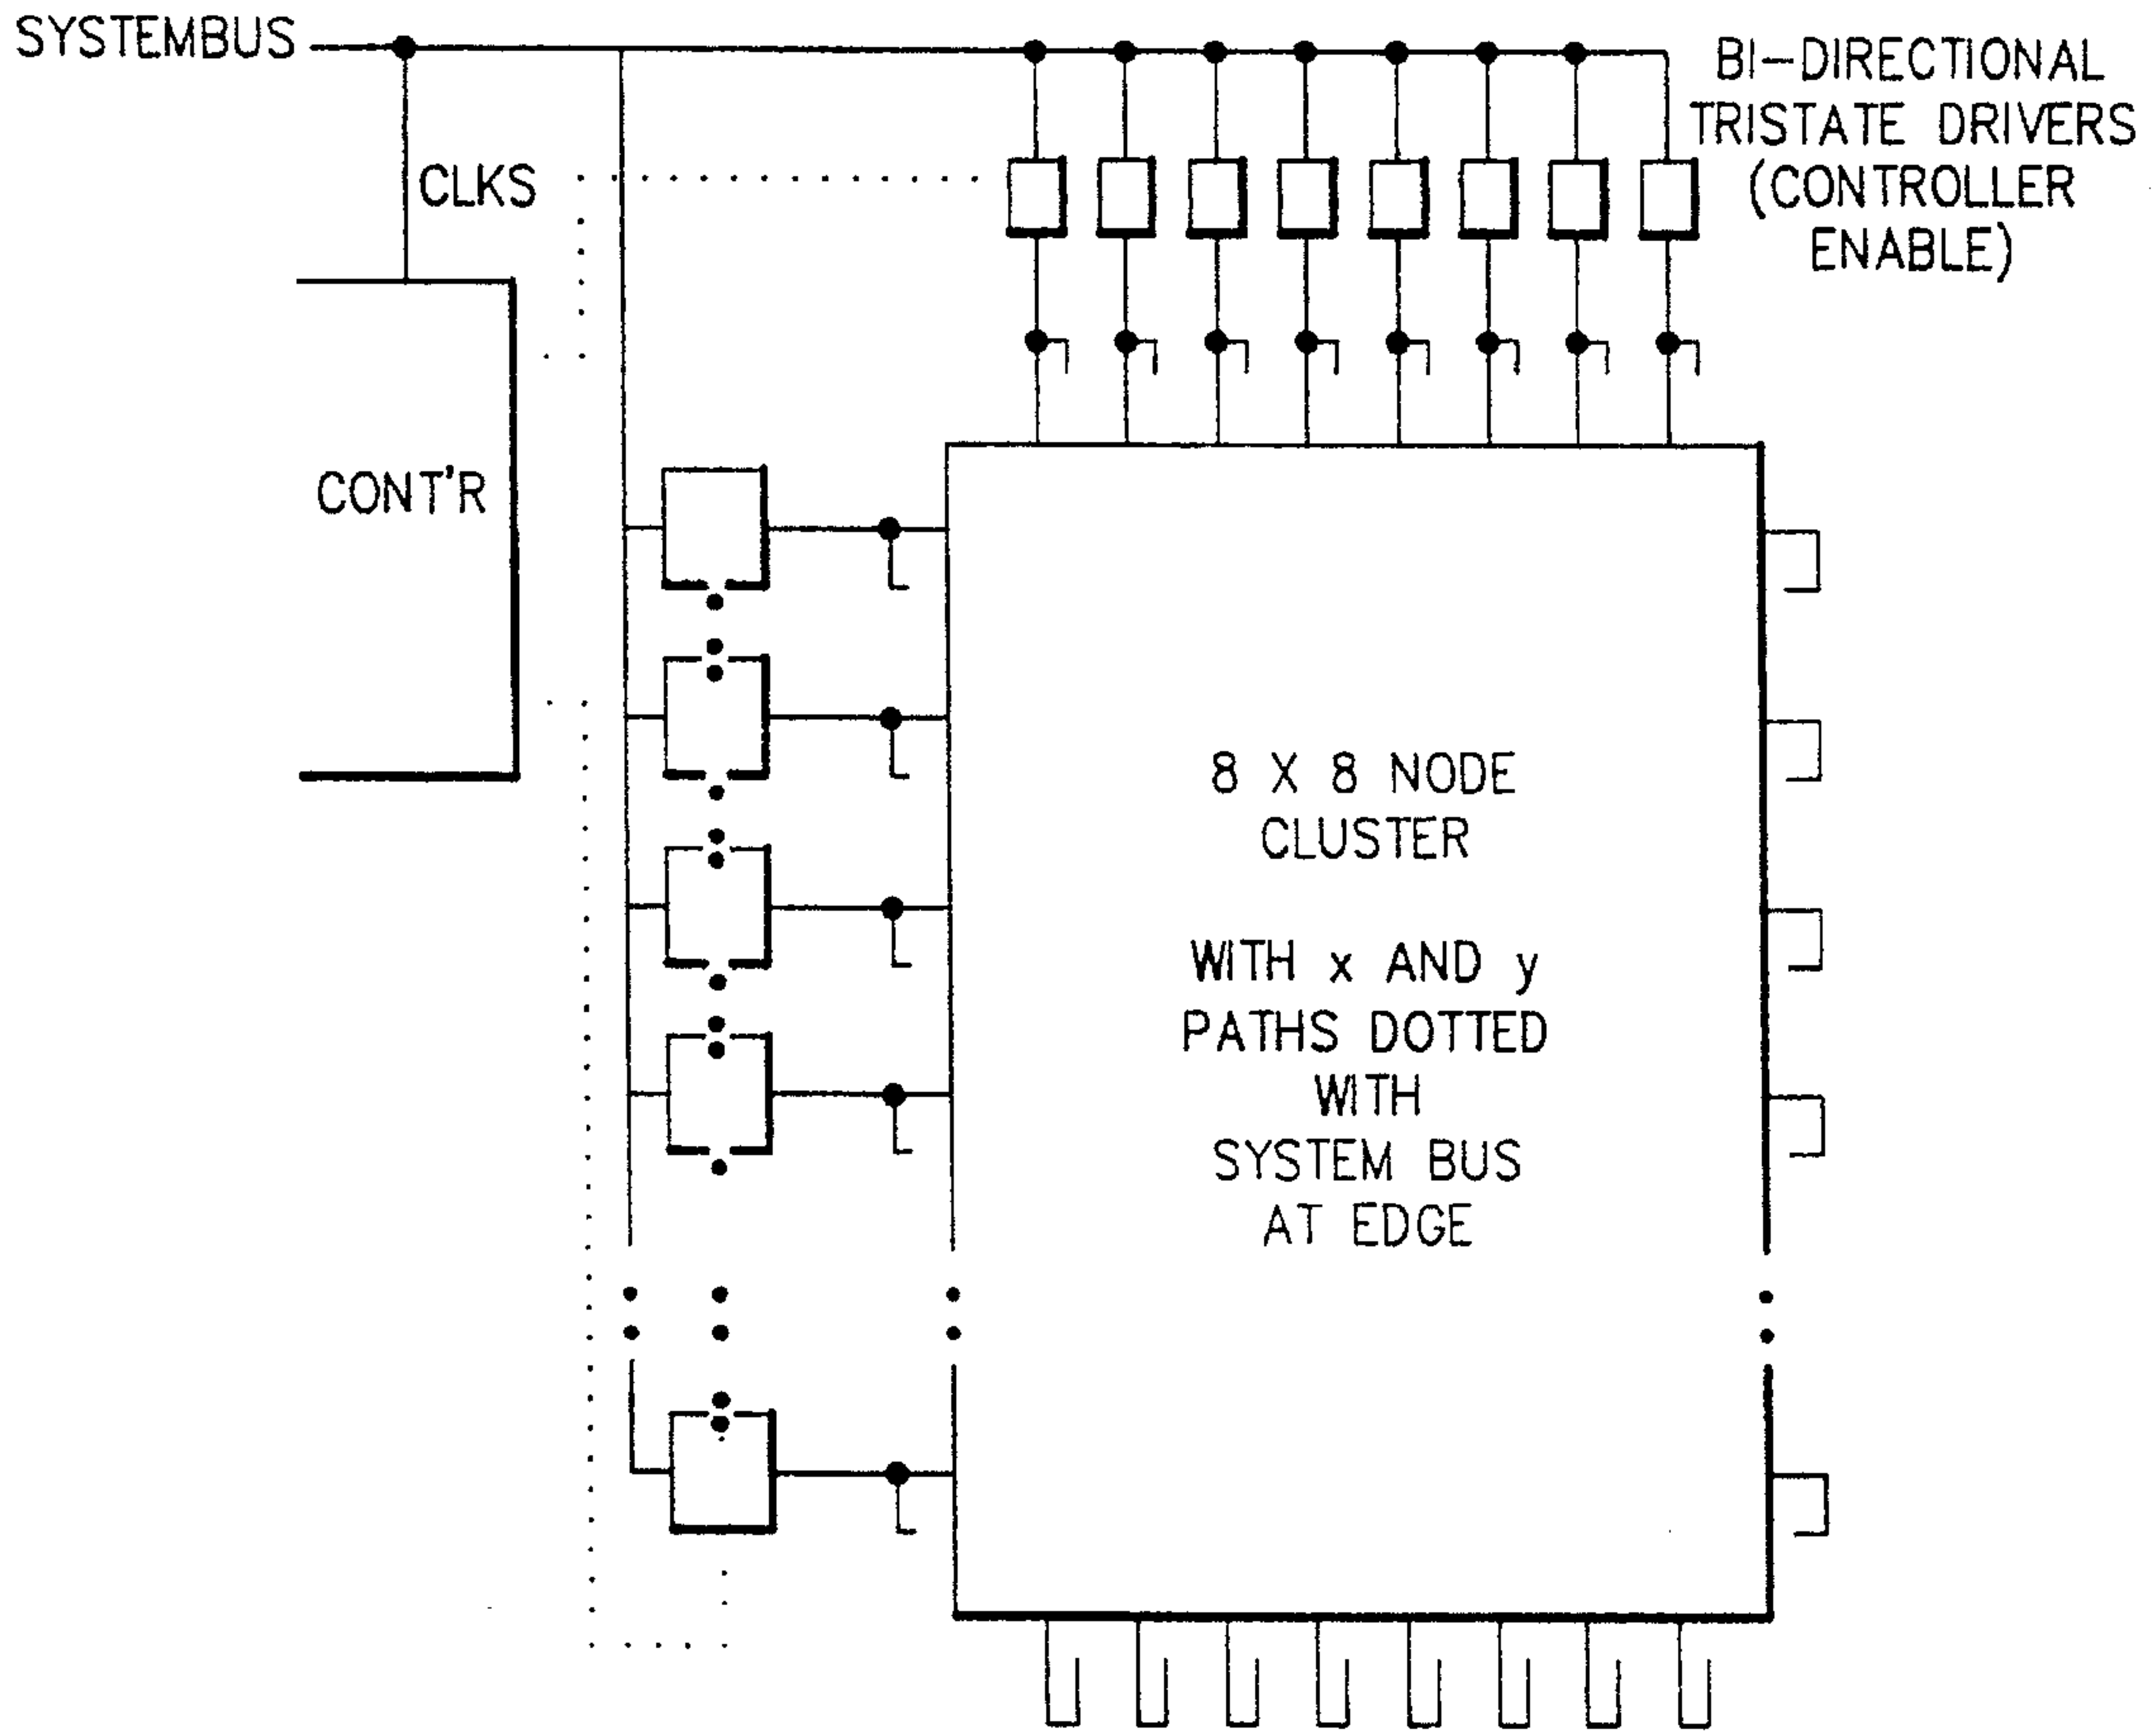 SYSTEMBUS
BI-DIRECTIONAL
TRISTATE DRIVERS
(CONTROLLER
ENABLE)
CLKS
CONT'R
8 X 8 NODE
CLUSTER
WITH x AND y
PATHS DOTTED
WITH
SYSTEM BUS
AT EDGE